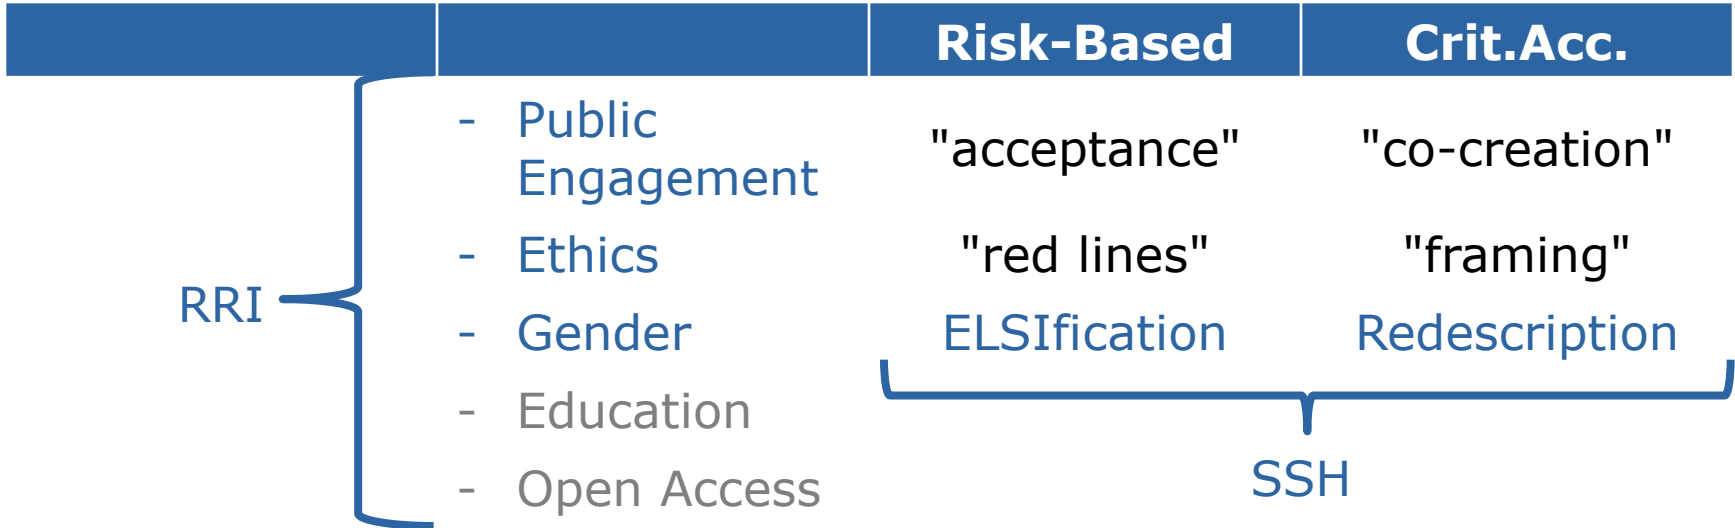 Risk-Based Crit.Acc.
- Public
Engagement
"acceptance" "co-creation"
- Ethics "red lines" "framing"
RRI
- Gender ELSIfication Redescription
- Education
SSH
- Open Access